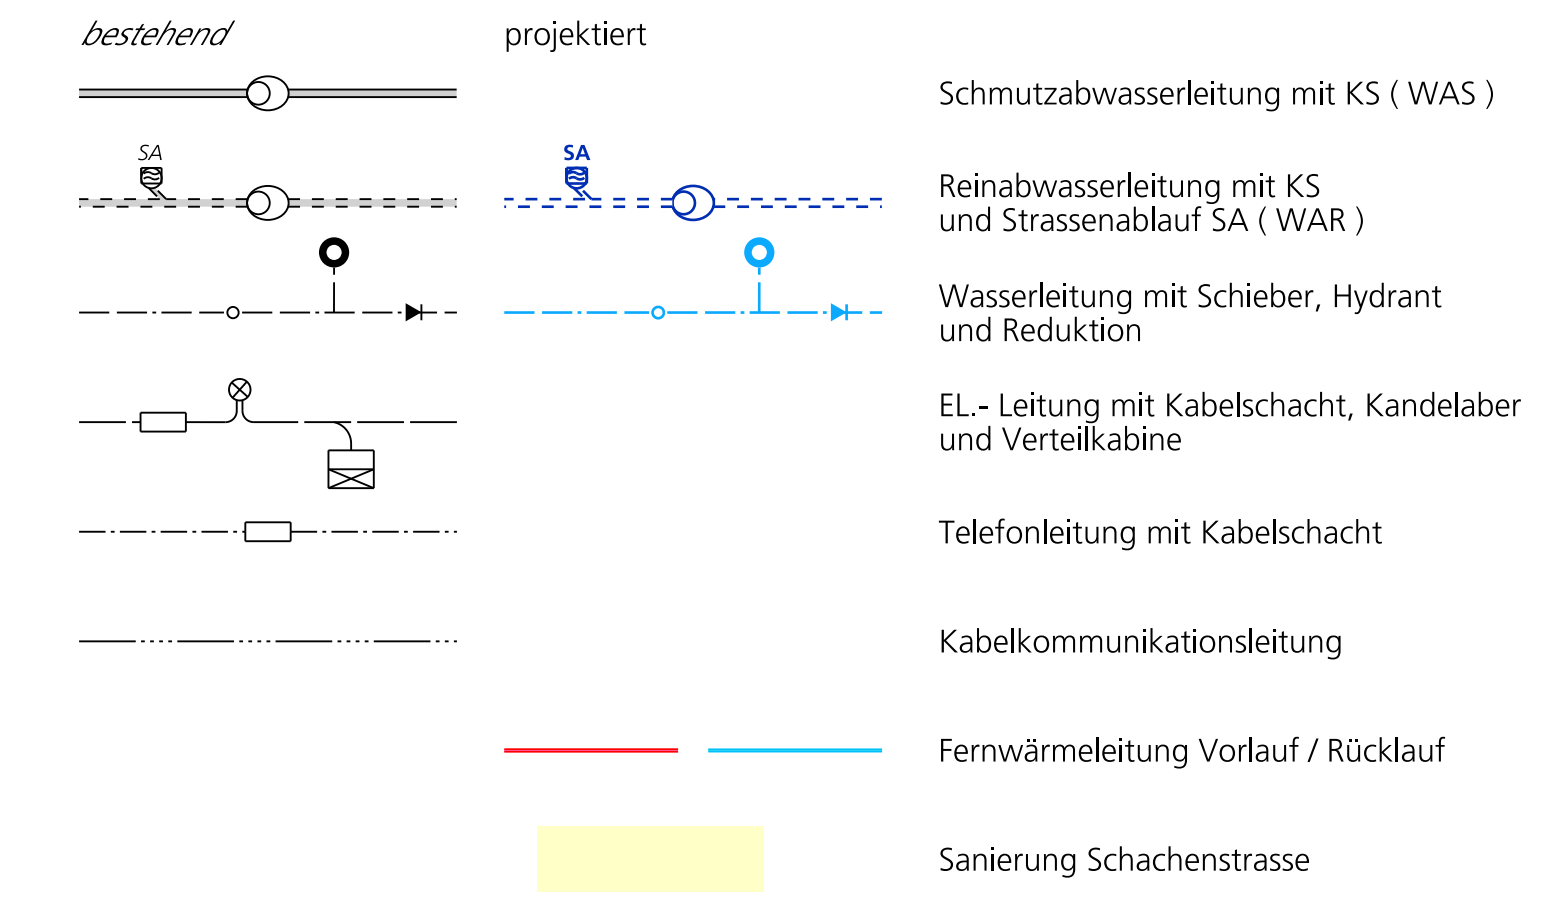 bestehend
projektiert
Schmutzabwasserleitung mit KS ( WAS )
SA
SA
Reinabwasserleitung mit KS
und Strassenablauf SA ( WAR )
Wasserleitung mit Schieber, Hydrant
und Reduktion
EL.- Leitung mit Kabelschacht, Kandelaber
und Verteilkabine
Telefonleitung mit Kabelschacht
Kabelkommunikationsleitung
Fernwärmeleitung Vorlauf / Rücklauf
Sanierung Schachenstrasse